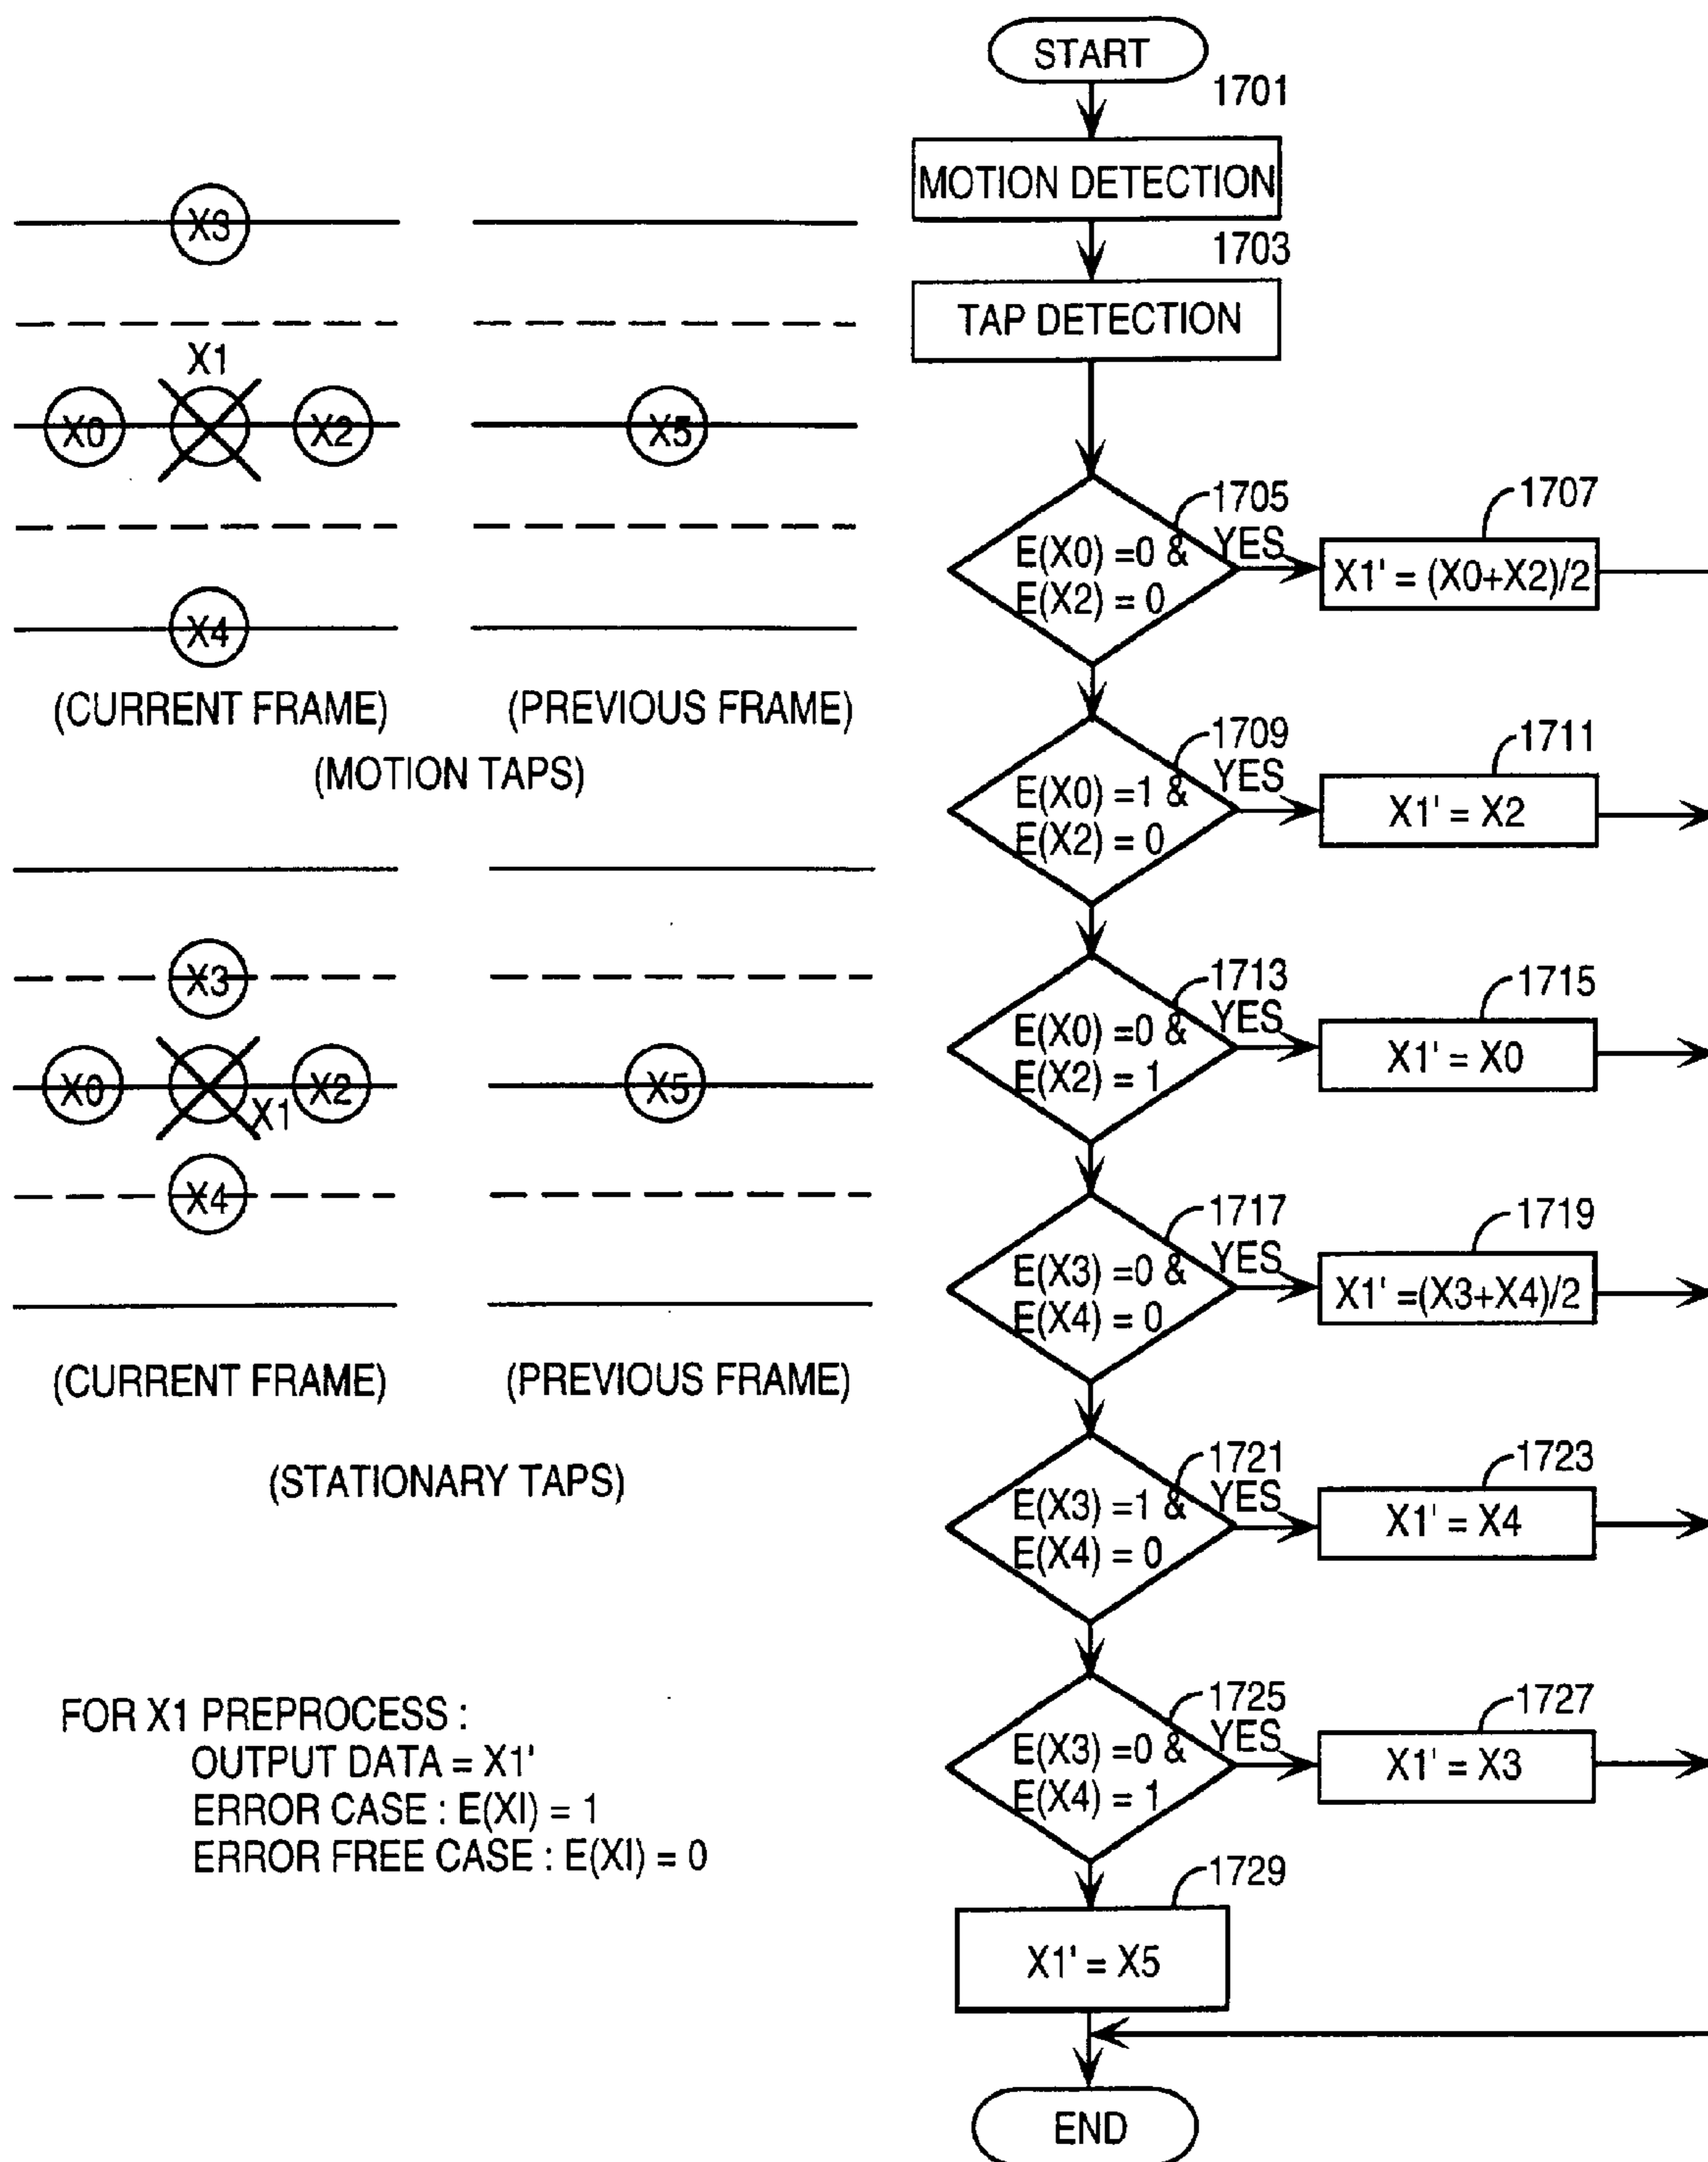 X3
X1
X0
X2
X5
X4
(CURRENT FRAME)
(PREVIOUS FRAME)
(MOTION TAPS)
X3
X0
X2
X1
X5
X4
(CURRENT FRAME)
(PREVIOUS FRAME)
(STATIONARY TAPS)
FOR X1 PREPROCESS :
OUTPUT DATA = X1'
ERROR CASE : E(XI) = 1
ERROR FREE CASE : E(XI) = 0
START
1701
MOTION DETECTION
1703
TAP DETECTION
1705
E(X0) =0 &
E(X2) = 0
YES
1707
X1' = (X0+X2)/2
1709
E(X0) =1 &
E(X2) = 0
YES
1711
X1' = X2
1713
E(X0) =0 &
E(X2) = 1
YES
1715
X1' = X0
1717
E(X3) =0 &
E(X4) = 0
YES
1719
X1' =(X3+X4)/2
1721
E(X3) =1 &
E(X4) = 0
YES
1723
X1' = X4
1725
E(X3) =0 &
E(X4) = 1
YES
1727
X1' = X3
1729
X1' = X5
END